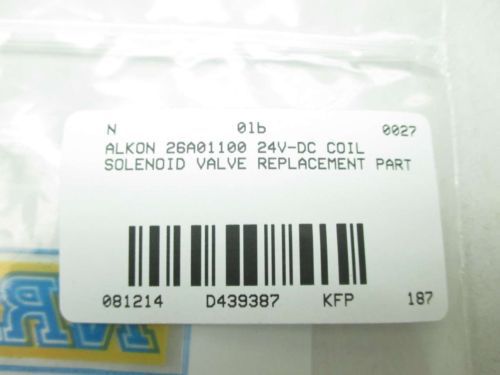 N 01b 0027
ALKON 26A01100 24V-DC COIL
SOLENOID VALVE REPLACEMENT PART
081214 D439387 KFP 187